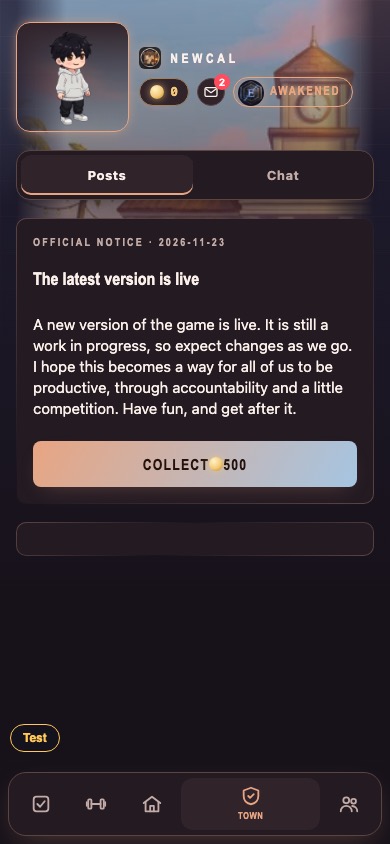 NEWCAL
0
2
E
AWAKENED
Posts
Chat
OFFICIAL NOTICE · 2026-11-23
The latest version is live
A new version of the game is live. It is still a
work in progress, so expect changes as we go.
I hope this becomes a way for all of us to be
productive, through accountability and a little
competition. Have fun, and get after it.
COLLECT 500
Test
TOWN